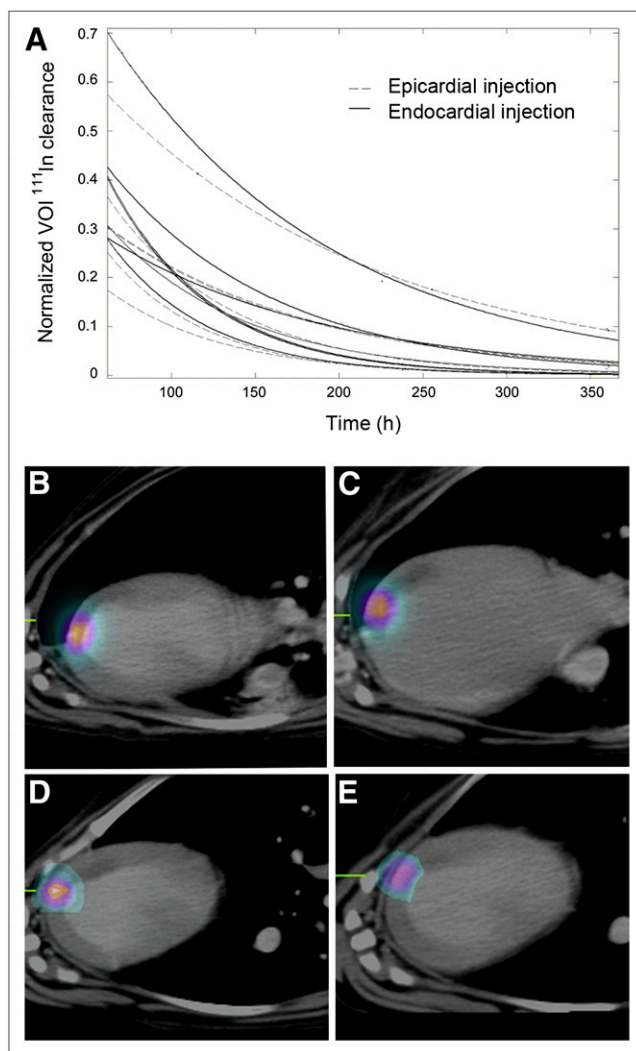 A
0.7
0.6
0.5
0.4
0.3
0.2
0.1
0
Normalized VOI ¹¹¹In clearance
Epicardial injection
Endocardial injection
100 150 200 250 300 350
Time (h)
B
C
D
E